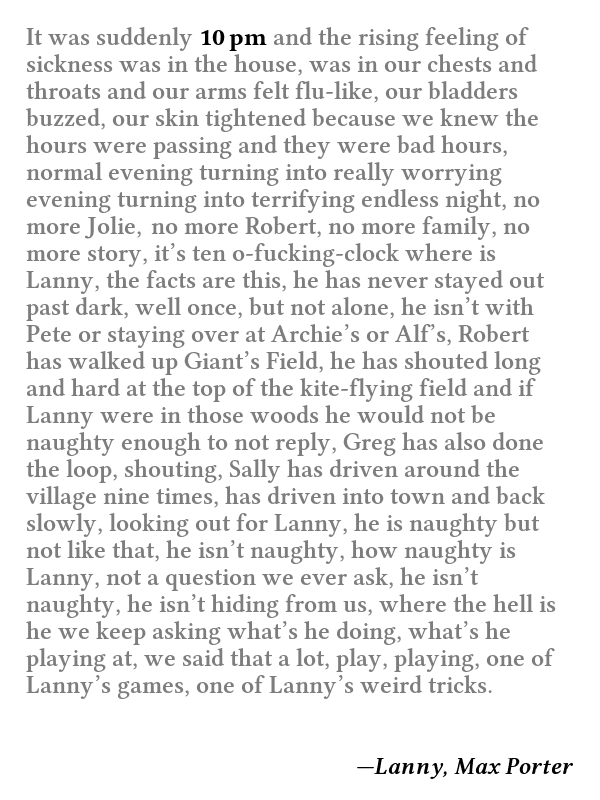 It was suddenly 10 pm and the rising feeling of
sickness was in the house, was in our chests and
throats and our arms felt flu-like, our bladders
buzzed, our skin tightened because we knew the
hours were passing and they were bad hours,
normal evening turning into really worrying
evening turning into terrifying endless night, no
more Jolie, no more Robert, no more family, no
more story, it’s ten o-fucking-clock where is
Lanny, the facts are this, he has never stayed out
past dark, well once, but not alone, he isn’t with
Pete or staying over at Archie’s or Alf’s, Robert
has walked up Giant’s Field, he has shouted long
and hard at the top of the kite-flying field and if
Lanny were in those woods he would not be
naughty enough to not reply, Greg has also done
the loop, shouting, Sally has driven around the
village nine times, has driven into town and back
slowly, looking out for Lanny, he is naughty but
not like that, he isn’t naughty, how naughty is
Lanny, not a question we ever ask, he isn’t
naughty, he isn’t hiding from us, where the hell is
he we keep asking what’s he doing, what’s he
playing at, we said that a lot, play, playing, one of
Lanny’s games, one of Lanny’s weird tricks.
—Lanny, Max Porter